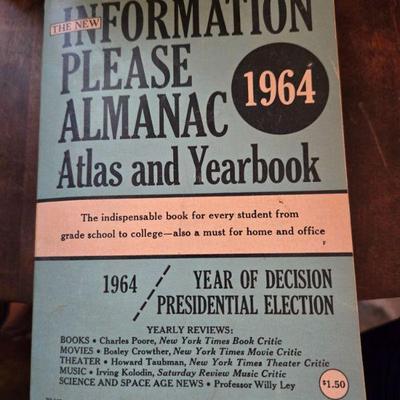 THE NEW
INFORMATION
PLEASE
ALMANAC
1964
Atlas and Yearbook
The indispensable book for every student from
grade school to college—also a must for home and office
1964 / YEAR OF DECISION
PRESIDENTIAL ELECTION
YEARLY REVIEWS:
BOOKS • Charles Poore, New York Times Book Critic
MOVIES • Bosley Crowther, New York Times Movie Critic
THEATER • Howard Taubman, New York Times Theater Critic
MUSIC • Irving Kolodin, Saturday Review Music Critic
SCIENCE AND SPACE AGE NEWS • Professor Willy Ley
$1.50